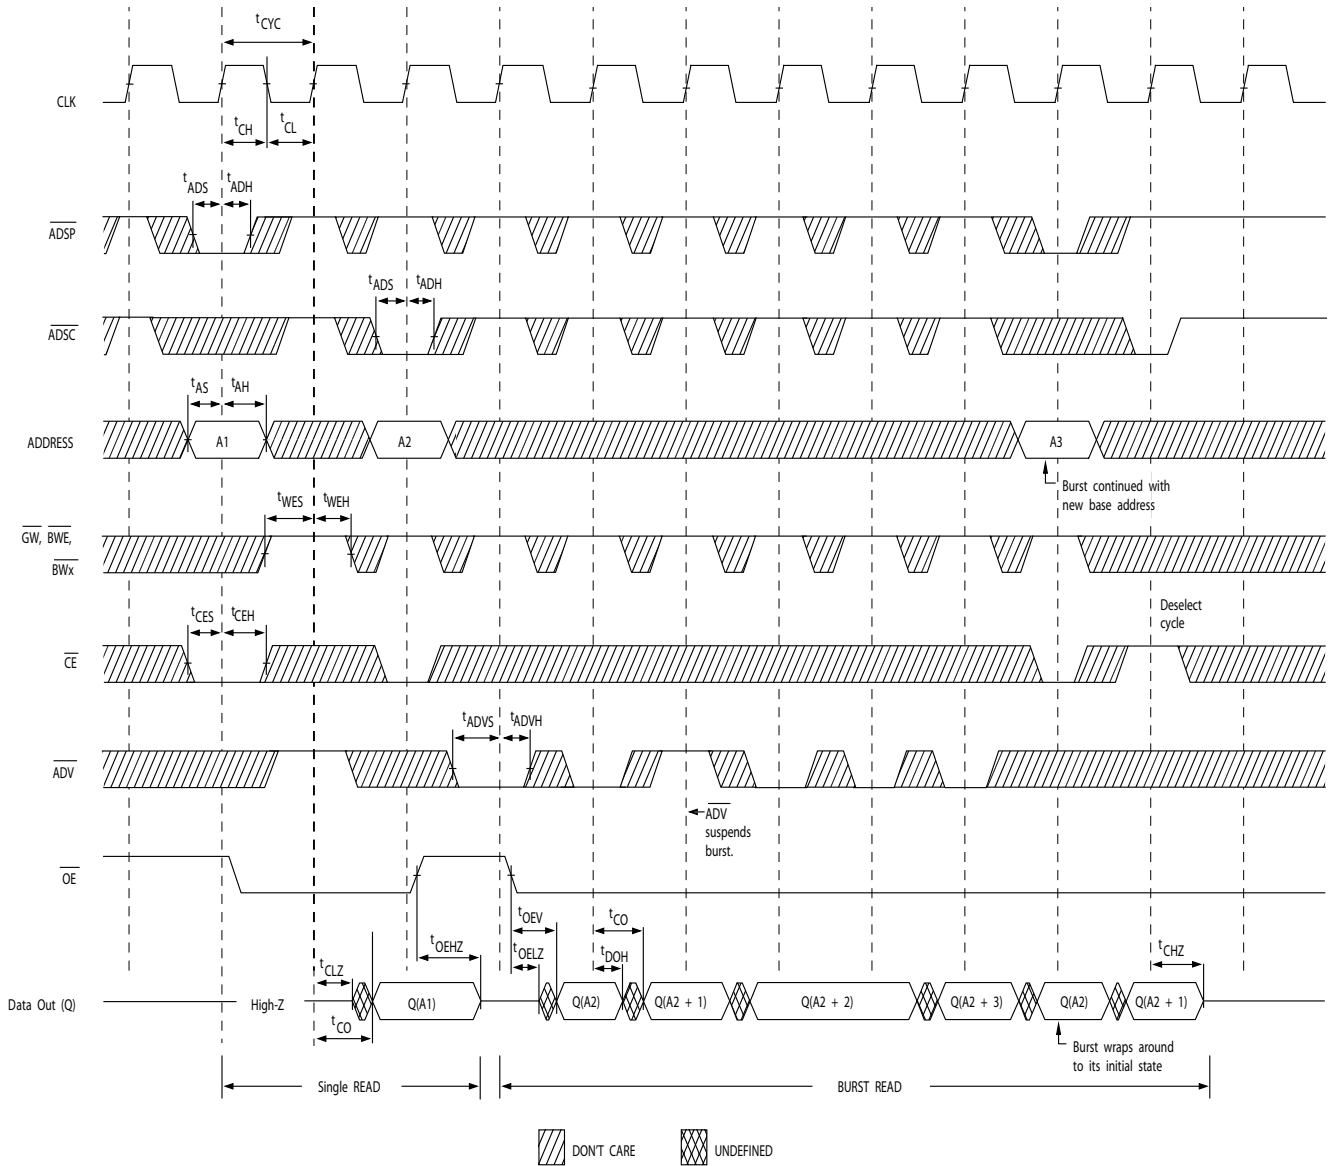 tCYC
CLK
tCH
tCL
tADS
tADH
ADSP
tADS
tADH
ADSC
tAS
tAH
ADDRESS
A1
A2
A3
Burst continued with
new base address
tWES
tWEH
GW, BWE,
BWx
tCES
tCEH
Deselect
cycle
CE
tADVS
tADVH
ADV
ADV
suspends
burst.
OE
tOEV
tCO
tOEHZ
tOELZ
tDOH
tCHZ
tCLZ
Data Out (Q)
High-Z
Q(A1)
Q(A2)
Q(A2 + 1)
Q(A2 + 2)
Q(A2 + 3)
Q(A2)
Q(A2 + 1)
tCO
Burst wraps around
to its initial state
Single READ
BURST READ
DON'T CARE
UNDEFINED